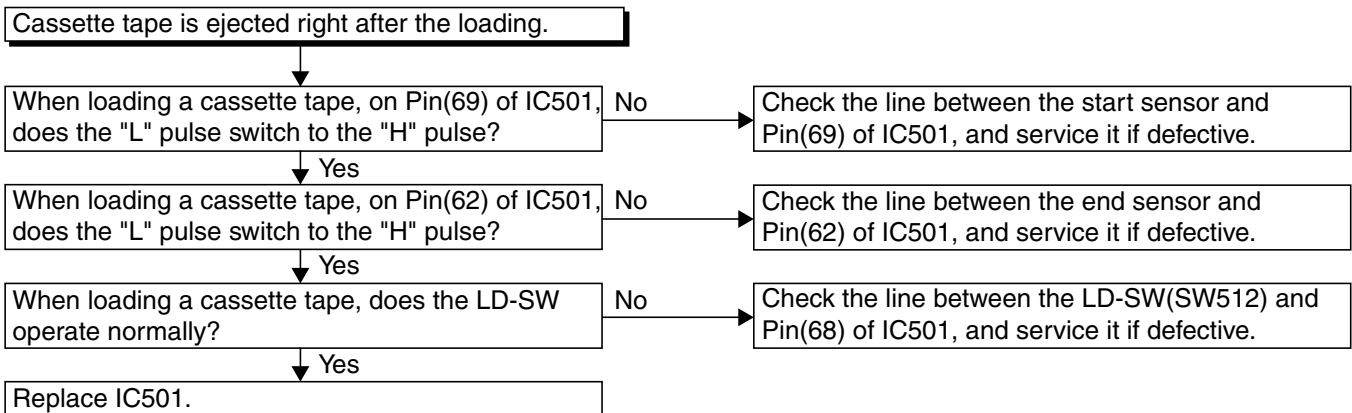 Cassette tape is ejected right after the loading.
When loading a cassette tape, on Pin(69) of IC501,
does the "L" pulse switch to the "H" pulse?
No
Check the line between the start sensor and
Pin(69) of IC501, and service it if defective.
Yes
When loading a cassette tape, on Pin(62) of IC501,
does the "L" pulse switch to the "H" pulse?
No
Check the line between the end sensor and
Pin(62) of IC501, and service it if defective.
Yes
When loading a cassette tape, does the LD-SW
operate normally?
No
Check the line between the LD-SW(SW512) and
Pin(68) of IC501, and service it if defective.
Yes
Replace IC501.